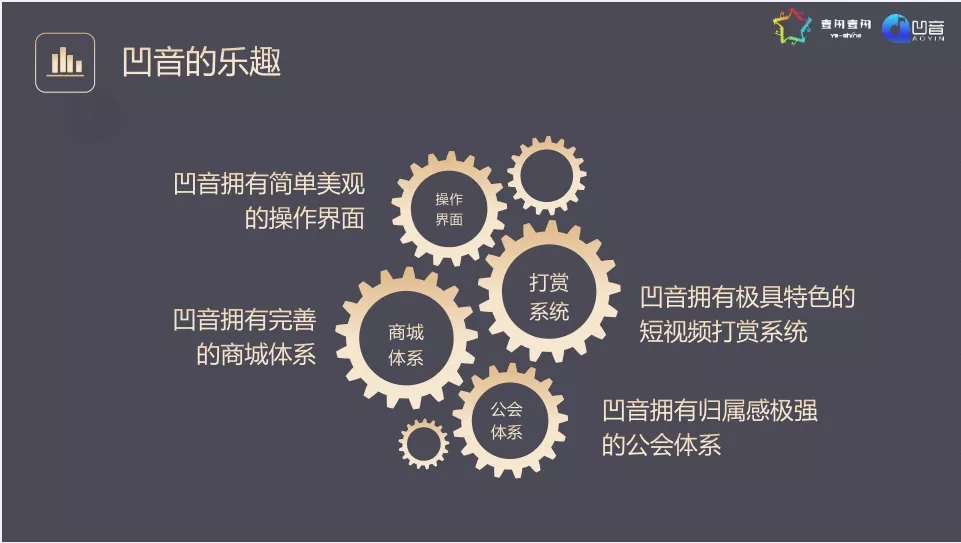 壹闪壹闪
ye-shine
凹音
AOYIN
凹音的乐趣
凹音拥有简单美观
的操作界面
操作
界面
打赏
系统
凹音拥有极具特色的
短视频打赏系统
凹音拥有完善
的商城体系
商城
体系
公会
体系
凹音拥有归属感极强
的公会体系